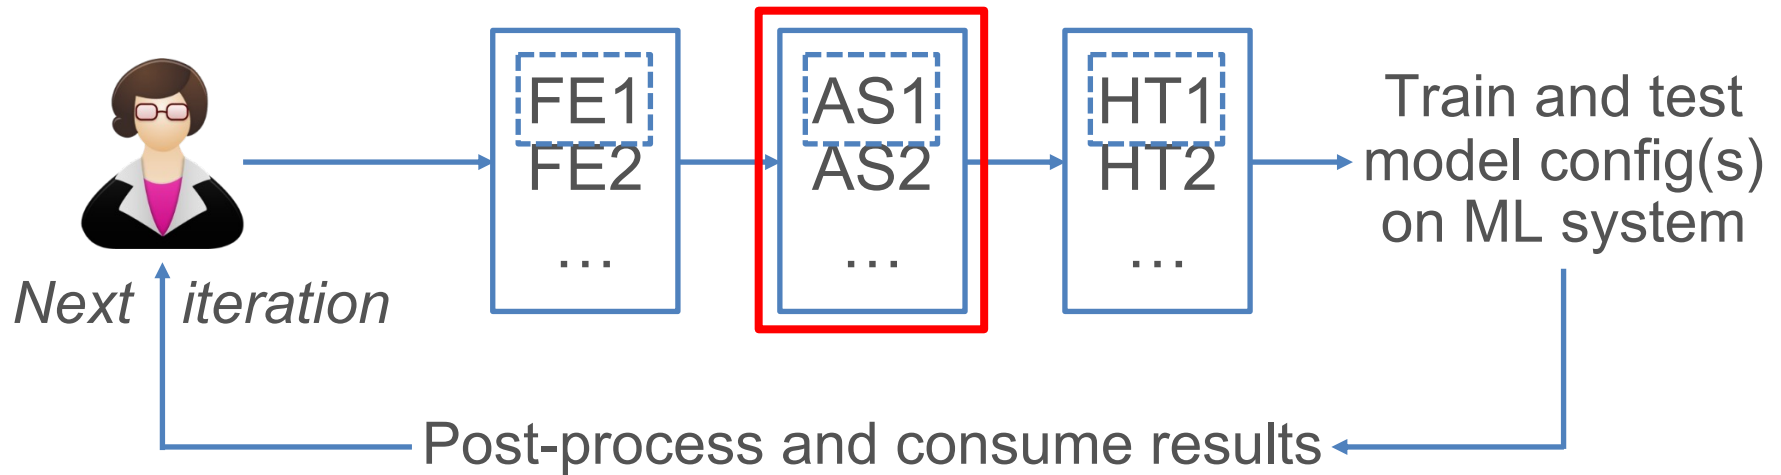 FE1
FE2
…
AS1
AS2
…
HT1
HT2
…
Train and test
model config(s)
on ML system
Next iteration
Post-process and consume results